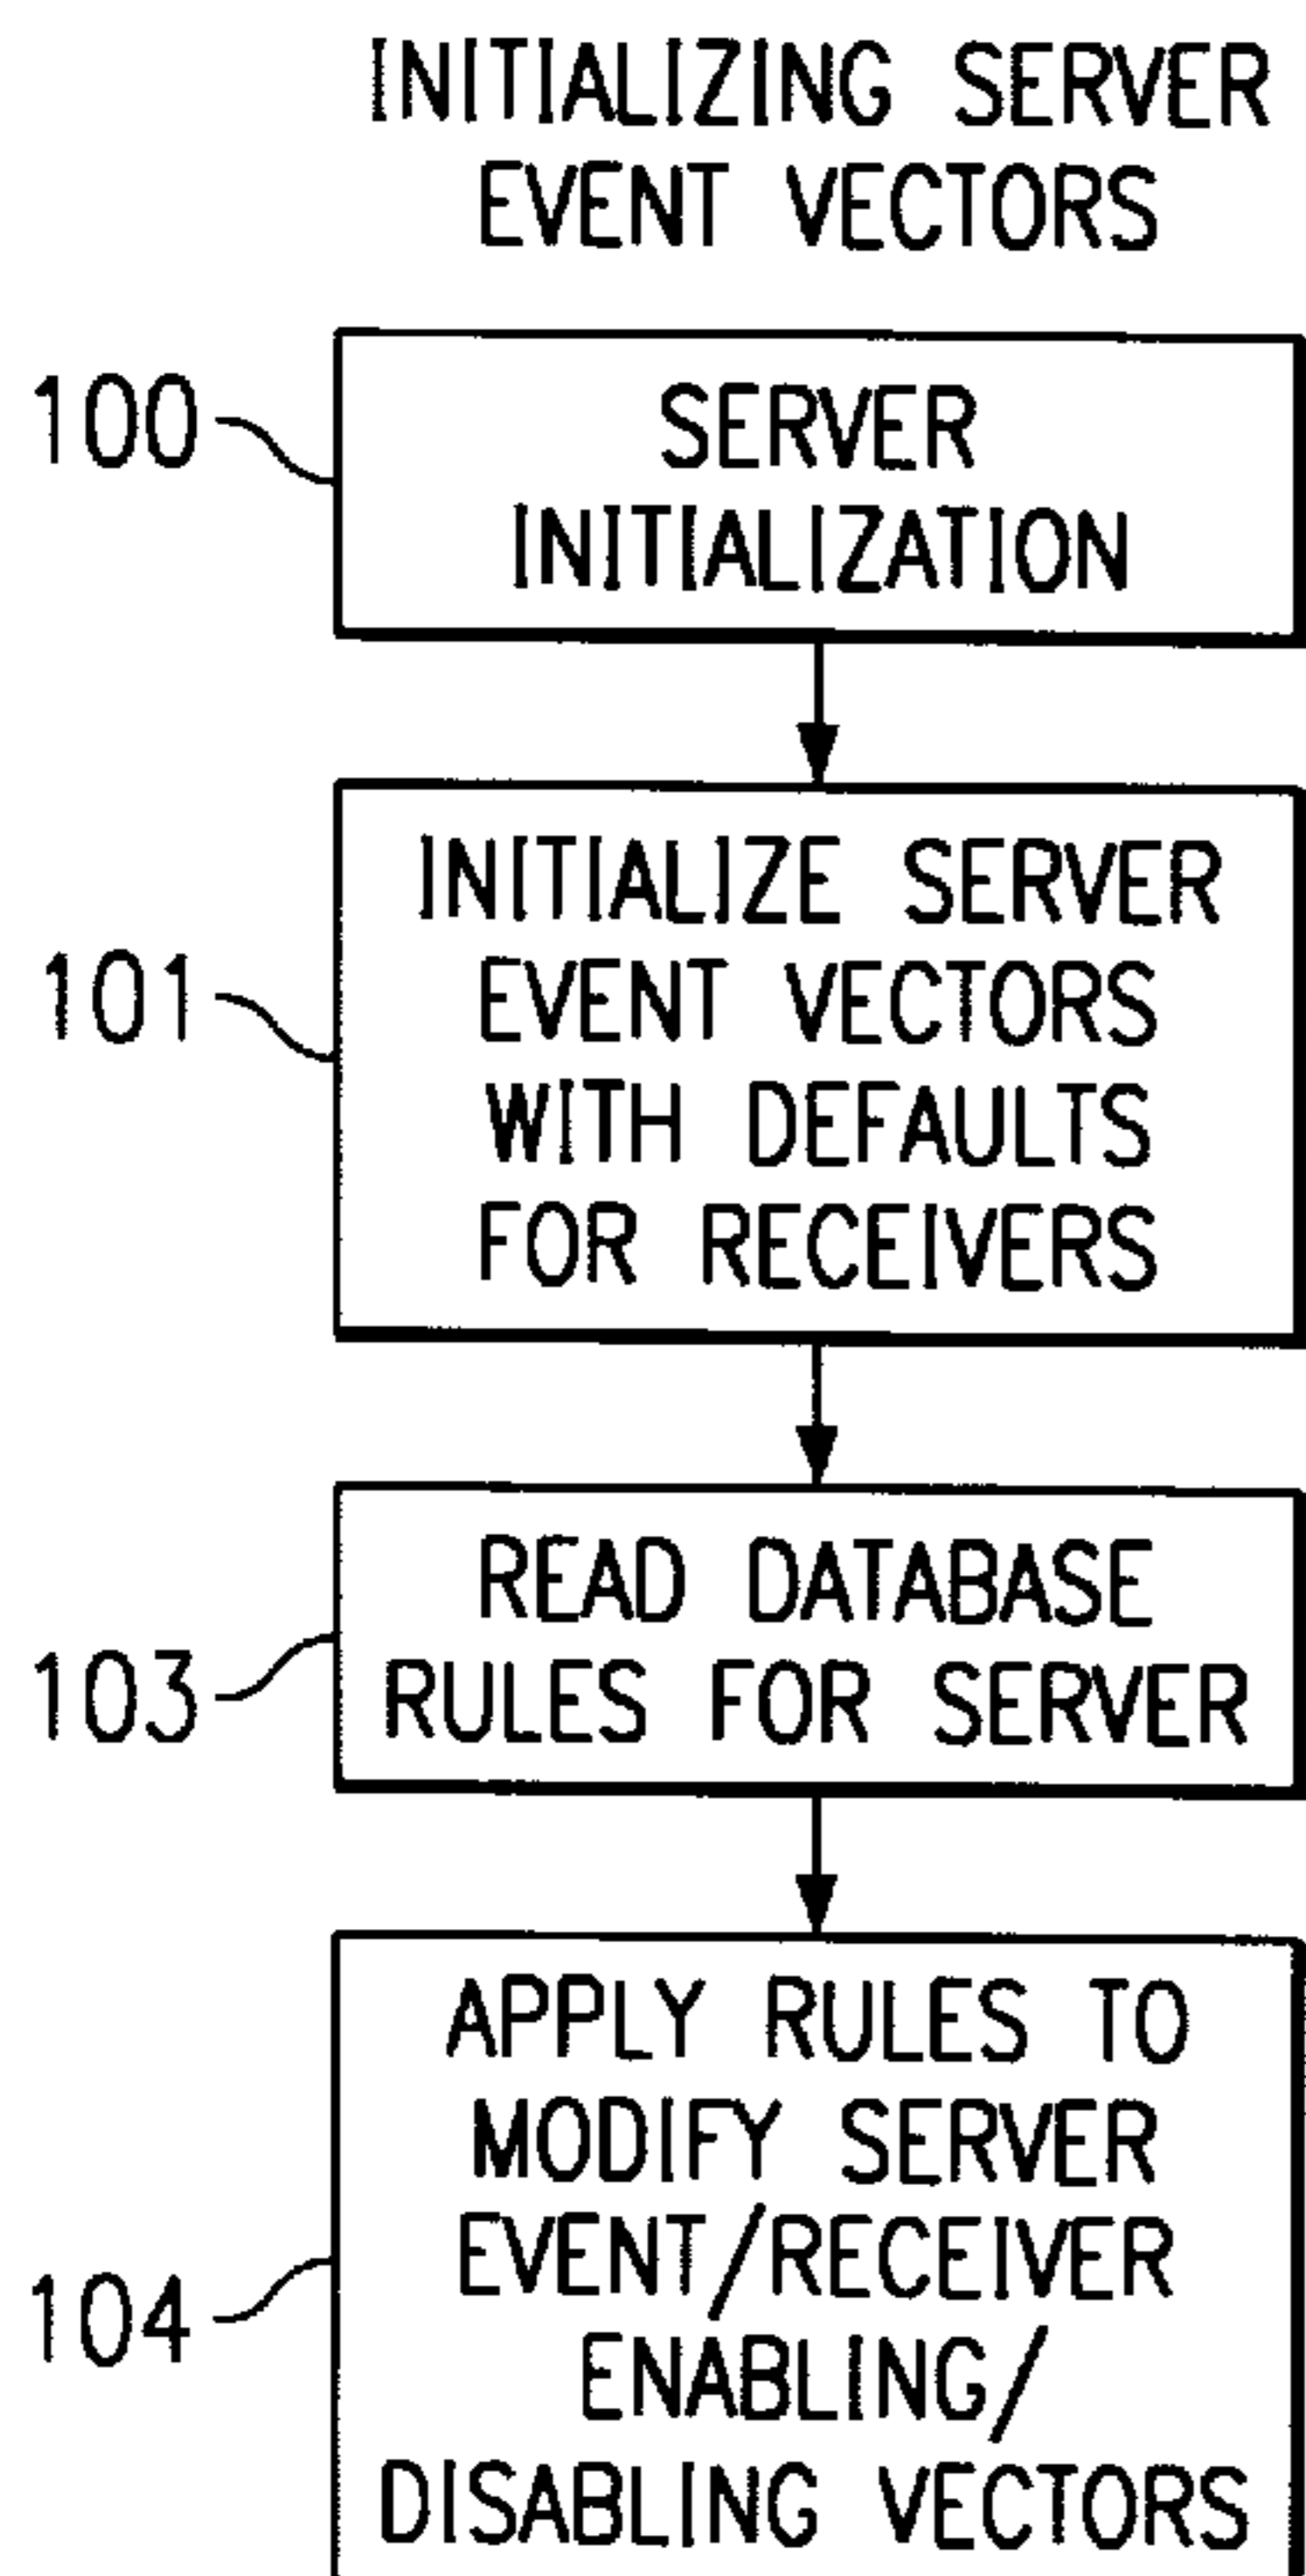 INITIALIZING SERVER
EVENT VECTORS
100
SERVER
INITIALIZATION
101
INITIALIZE SERVER
EVENT VECTORS
WITH DEFAULTS
FOR RECEIVERS
103
READ DATABASE
RULES FOR SERVER
104
APPLY RULES TO
MODIFY SERVER
EVENT/RECEIVER
ENABLING/
DISABLING VECTORS